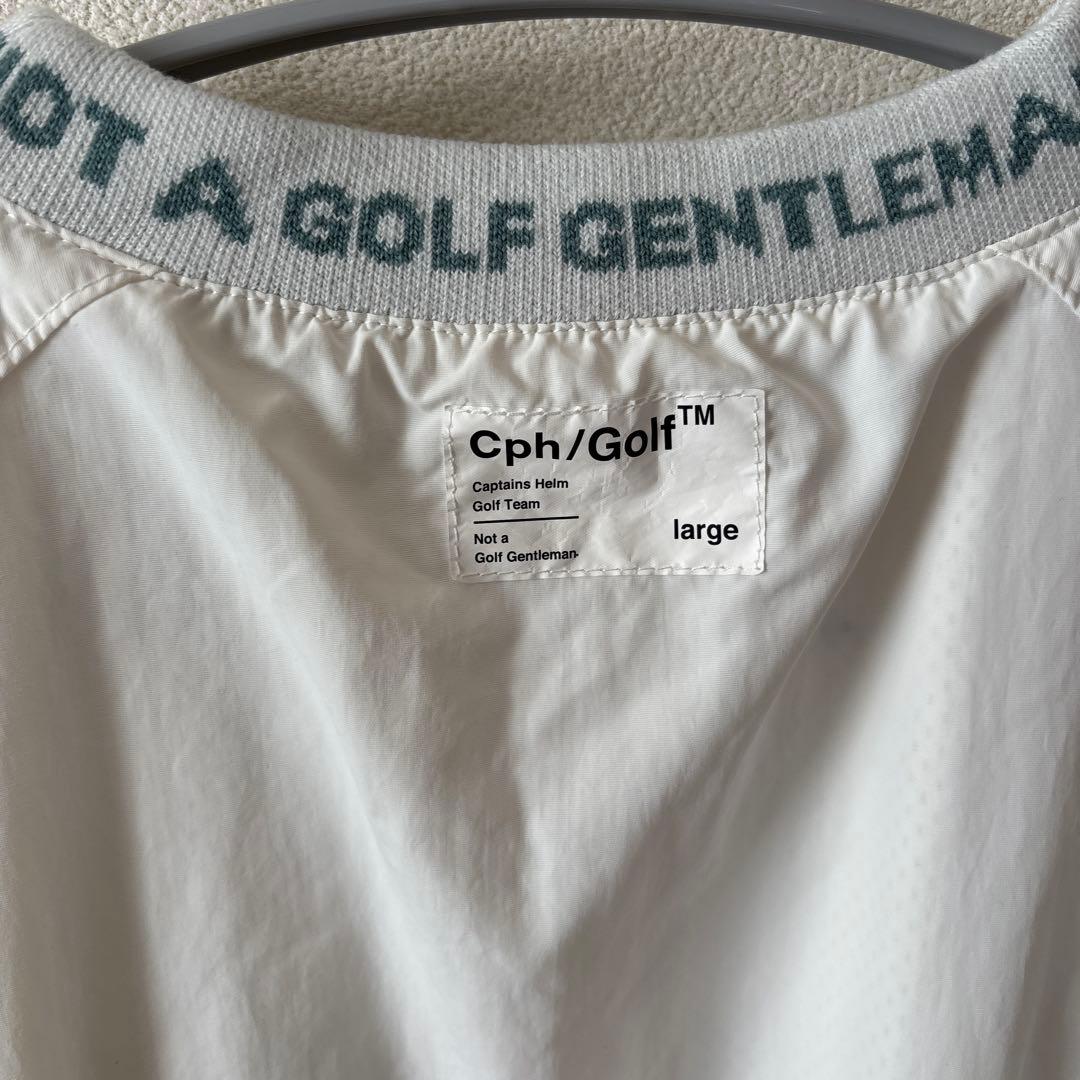 NOT A GOLF GENTLEMA
Cph/Golf™
Captains Helm
Golf Team
Not a
Golf Gentleman.
large